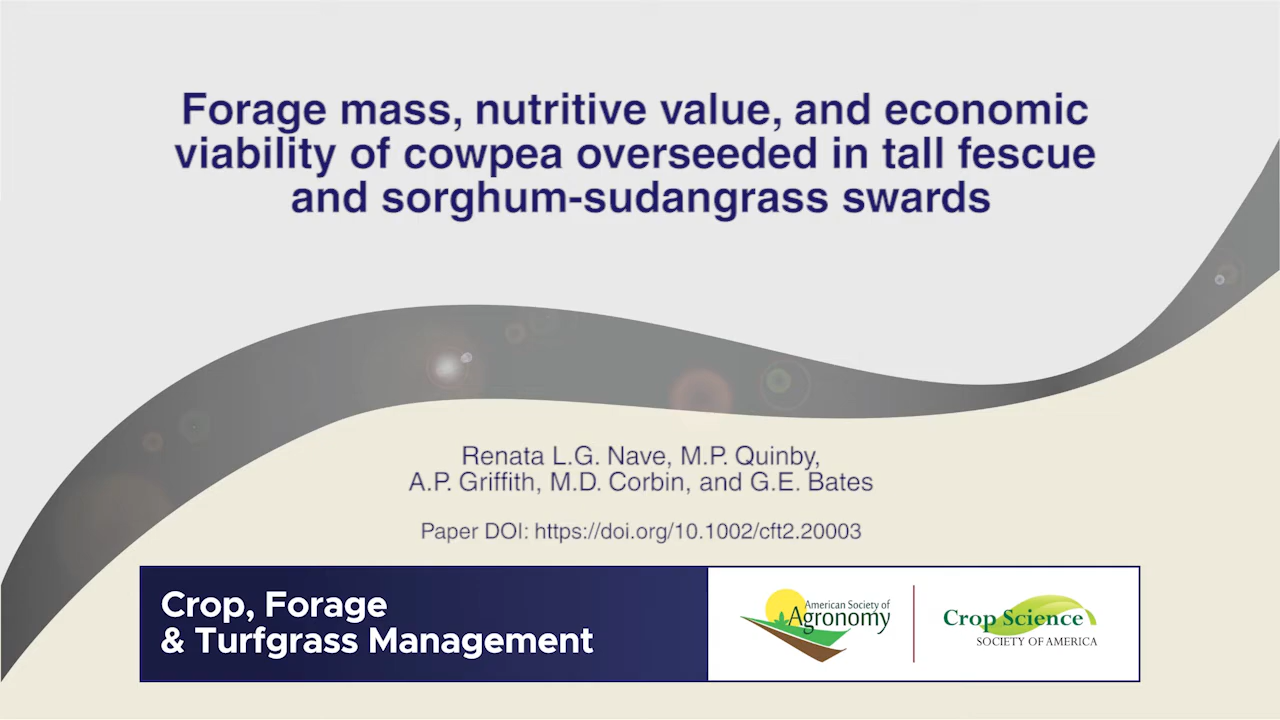 Forage mass, nutritive value, and economic
viability of cowpea overseeded in tall fescue
and sorghum-sudangrass swards
Renata L.G. Nave, M.P. Quinby,
A.P. Griffith, M.D. Corbin, and G.E. Bates
Paper DOI: https://doi.org/10.1002/cft2.20003
Crop, Forage
& Turfgrass Management
American Society of
Agronomy
Crop Science
SOCIETY OF AMERICA